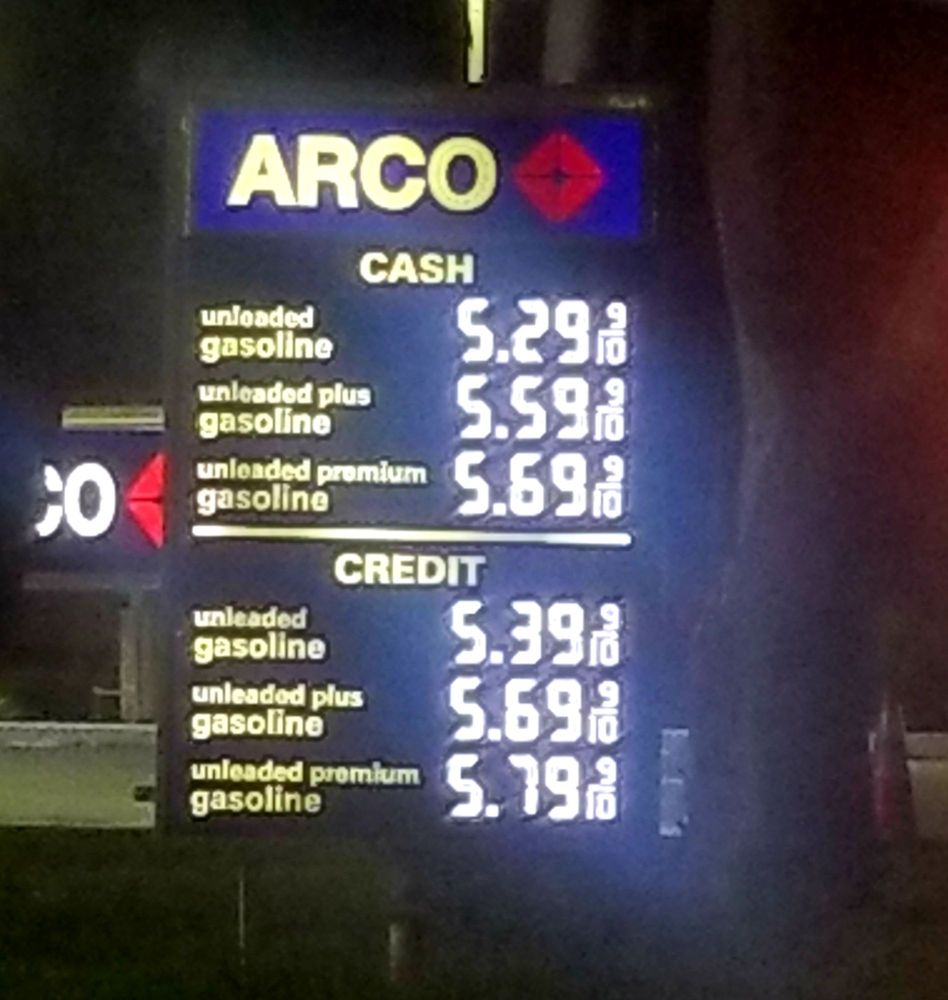 ARCO
CASH
unleaded
gasoline 5.29 9/10
unleaded plus
gasoline 5.59 9/10
unleaded premium
gasoline 5.69 9/10
CO
CREDIT
unleaded
gasoline 5.39 9/10
unleaded plus
gasoline 5.69 9/10
unleaded premium
gasoline 5.79 9/10